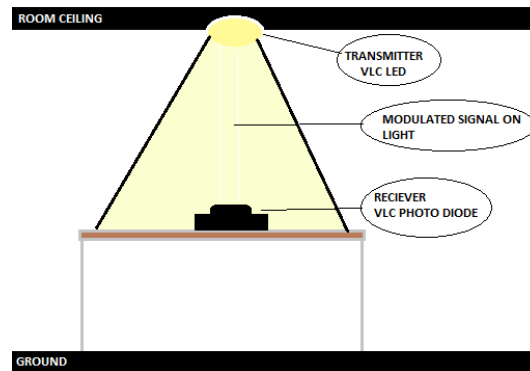 ROOM CEILING
TRANSMITTER
VLC LED
MODULATED SIGNAL ON
LIGHT
RECIEVER
VLC PHOTO DIODE
GROUND